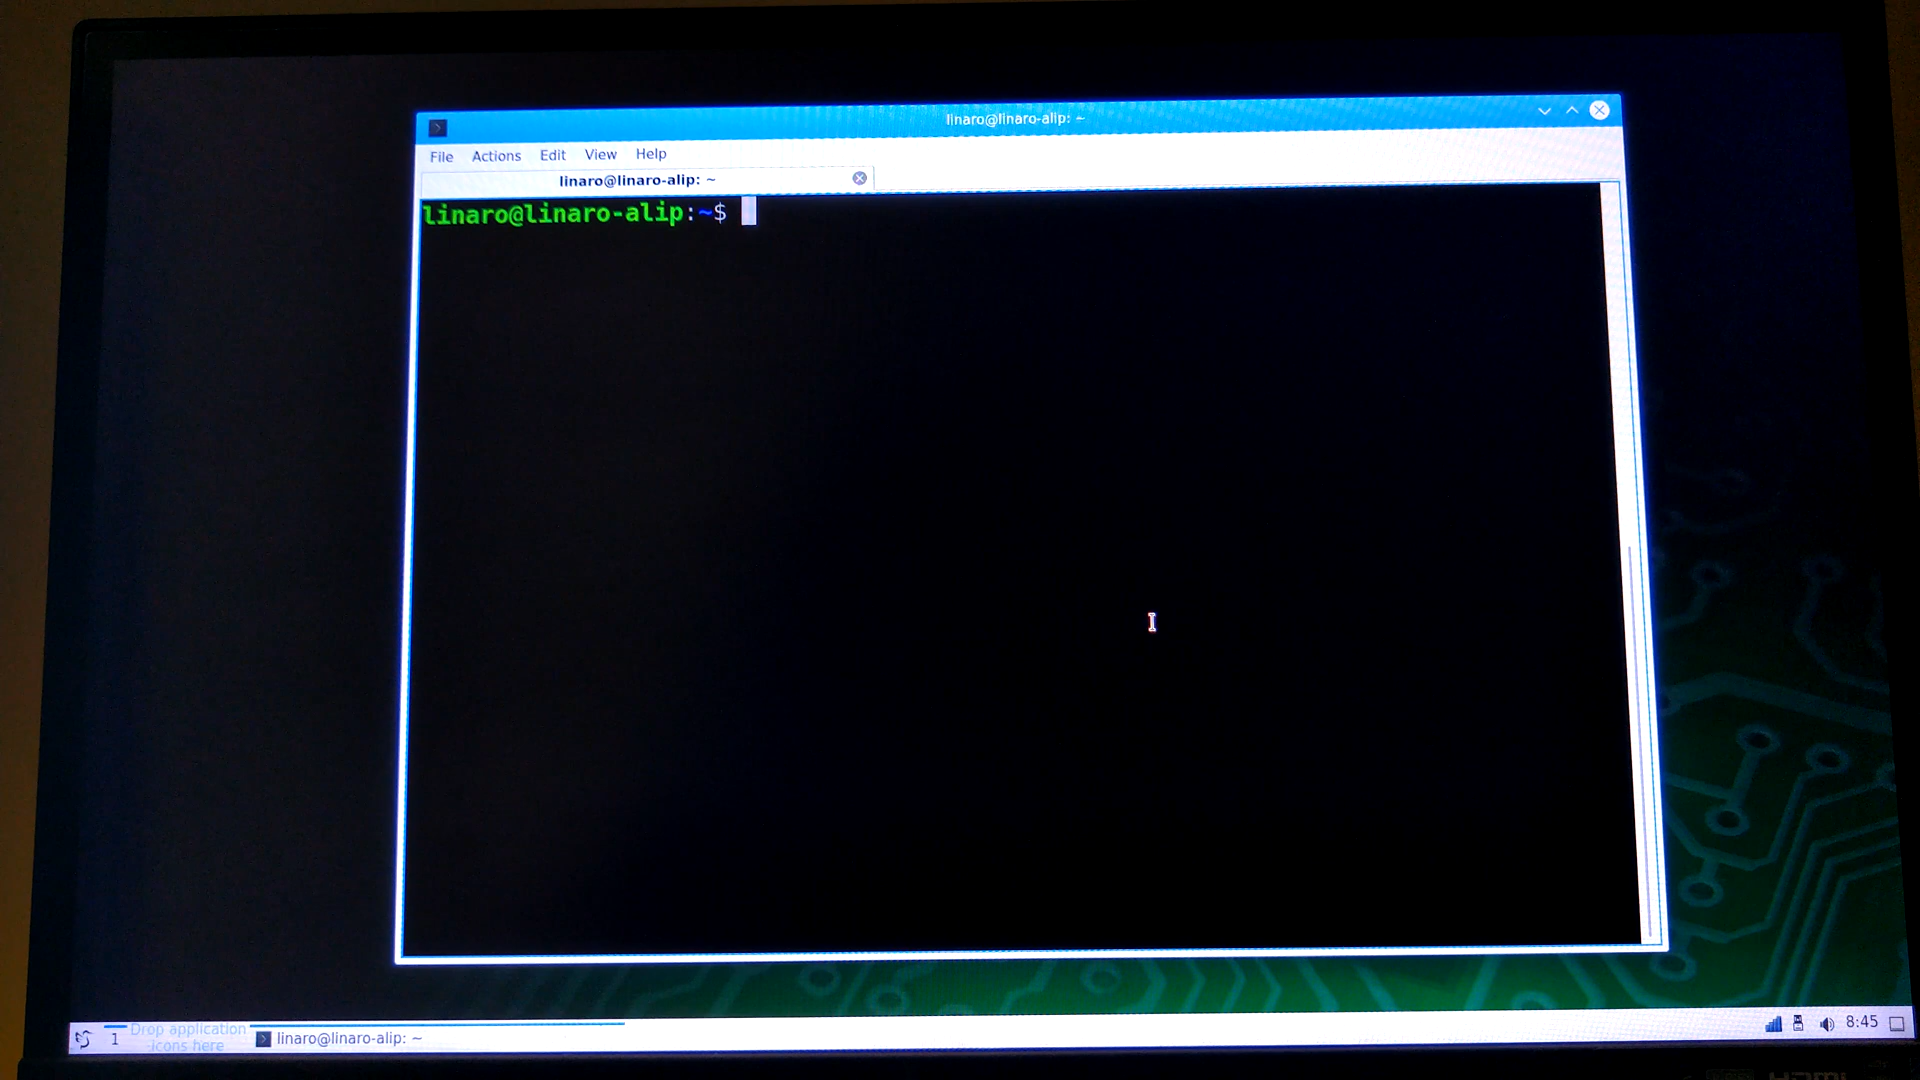 linaro@linaro-alip: ~
File Actions Edit View Help
linaro@linaro-alip: ~
linaro@linaro-alip:~$
1
Drop application
icons here
linaro@linaro-alip: ~
8:45
HDMI